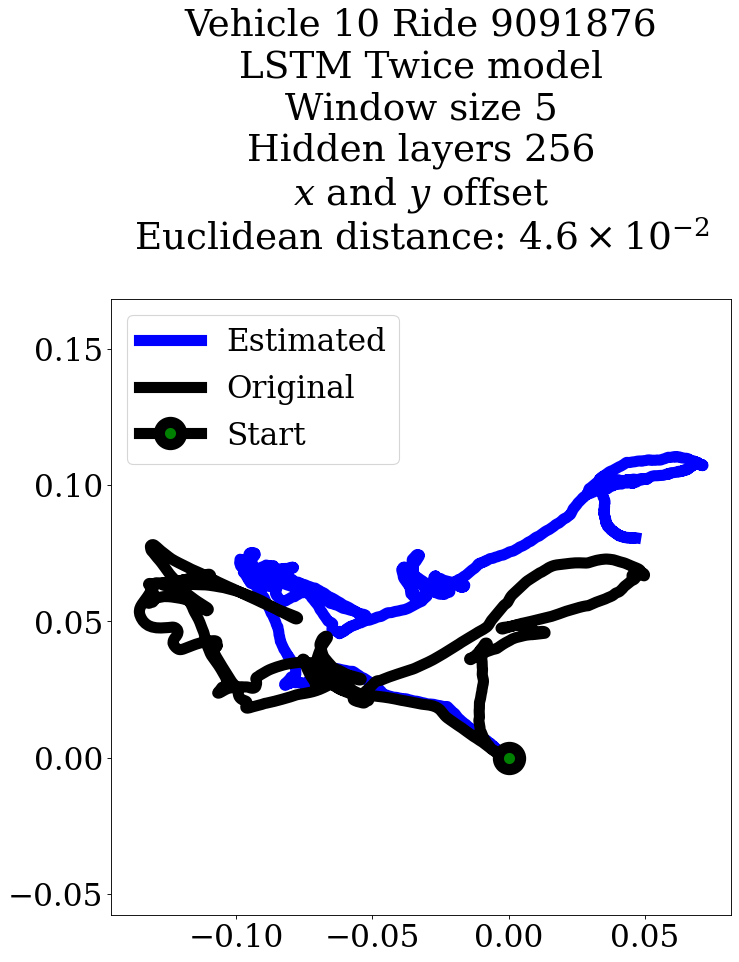 Vehicle 10 Ride 9091876
LSTM Twice model
Window size 5
Hidden layers 256
x and y offset
Euclidean distance: 4.6 × 10⁻²
Estimated
Original
Start
0.15
0.10
0.05
0.00
−0.05
−0.10 −0.05 0.00 0.05